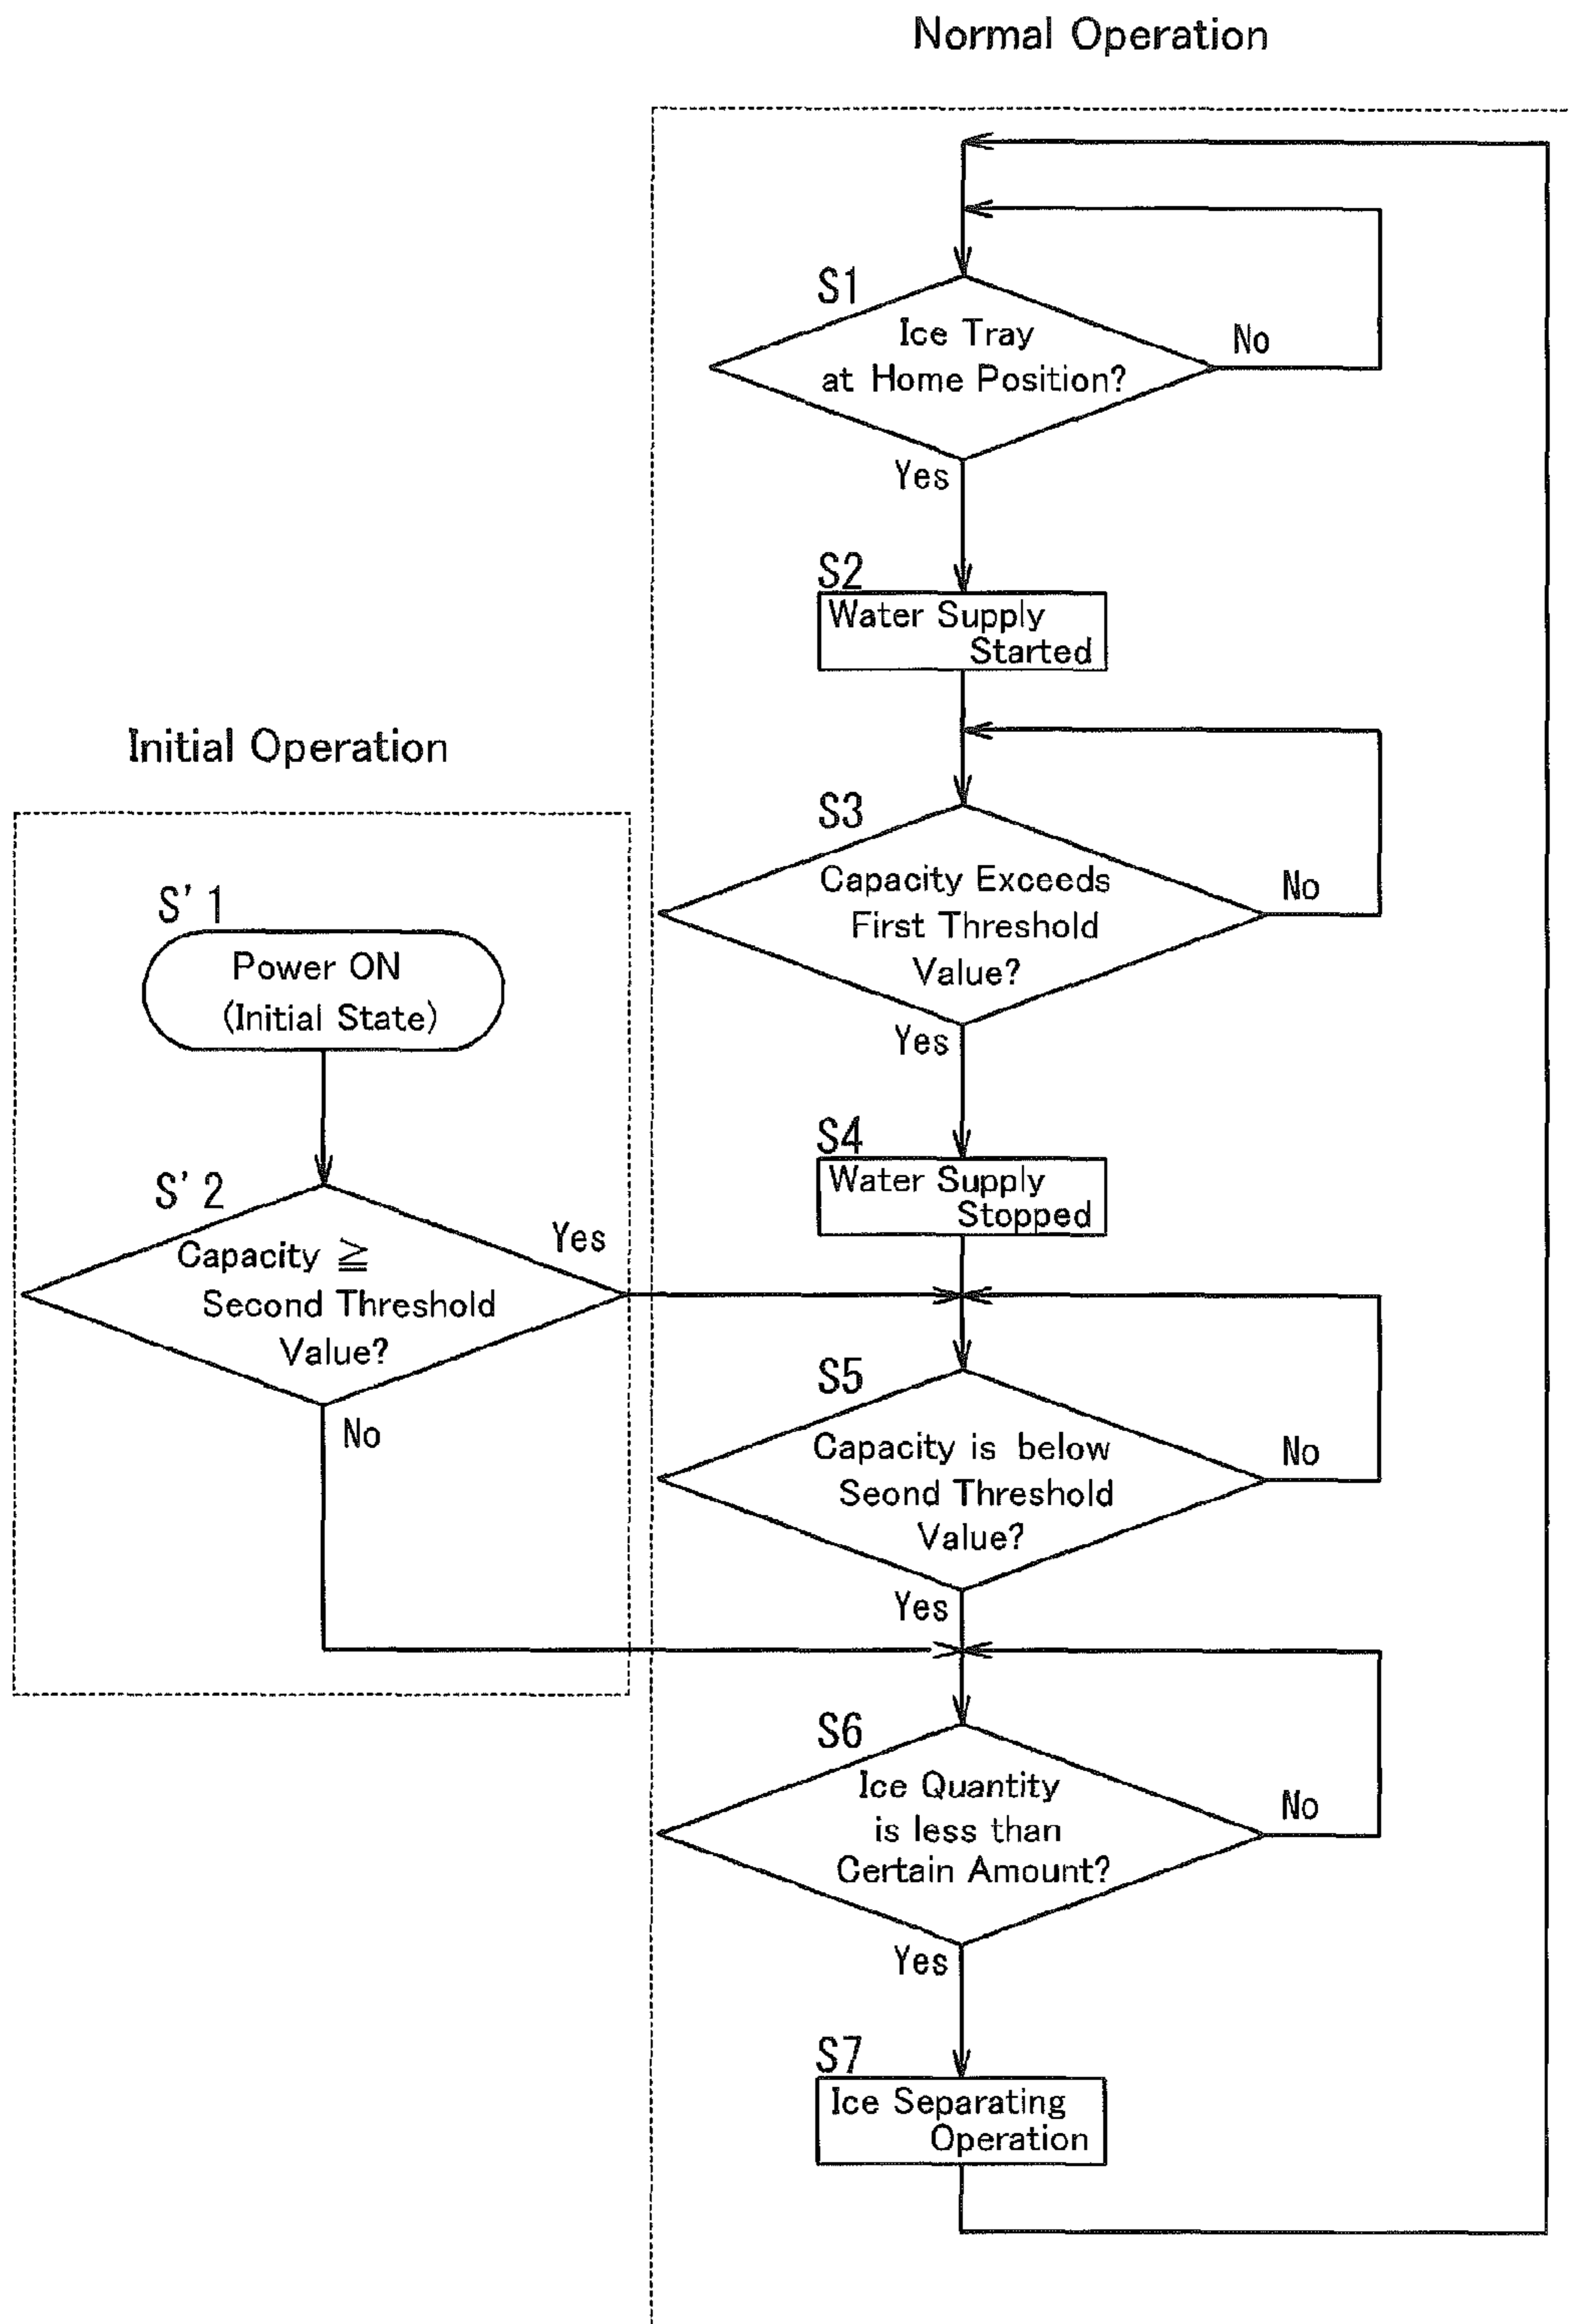 Normal Operation
S1
Ice Tray
at Home Position?
No
Yes
S2
Water Supply
Started
S3
Capacity Exceeds
First Threshold
Value?
No
Yes
S4
Water Supply
Stopped
Initial Operation
S'1
Power ON
(Initial State)
S'2
Capacity ≧
Second Threshold
Value?
Yes
No
S5
Capacity is below
Seond Threshold
Value?
No
Yes
S6
Ice Quantity
is less than
Certain Amount?
No
Yes
S7
Ice Separating
Operation